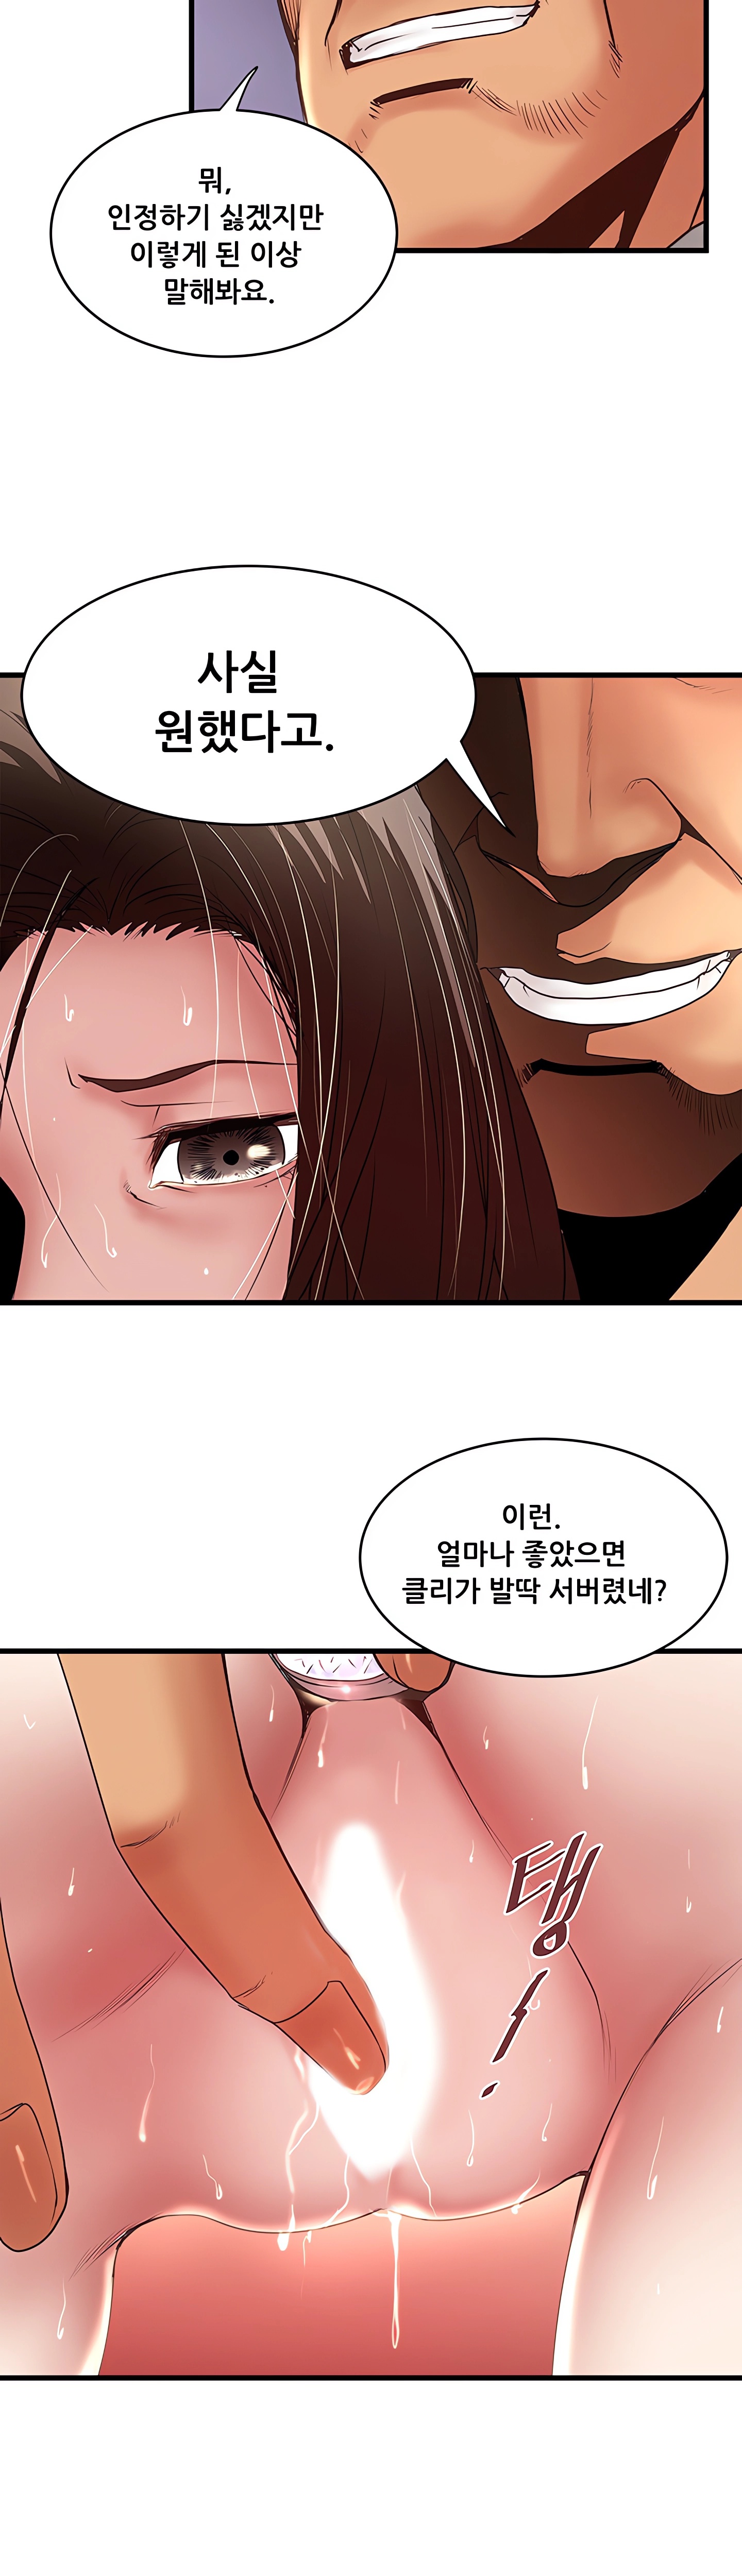 뭐,
인정하기 싫겠지만
이렇게 된 이상
말해봐요.
사실
원했다고.
이런.
얼마나 좋았으면
클리가 발딱 서버렸네?
댕